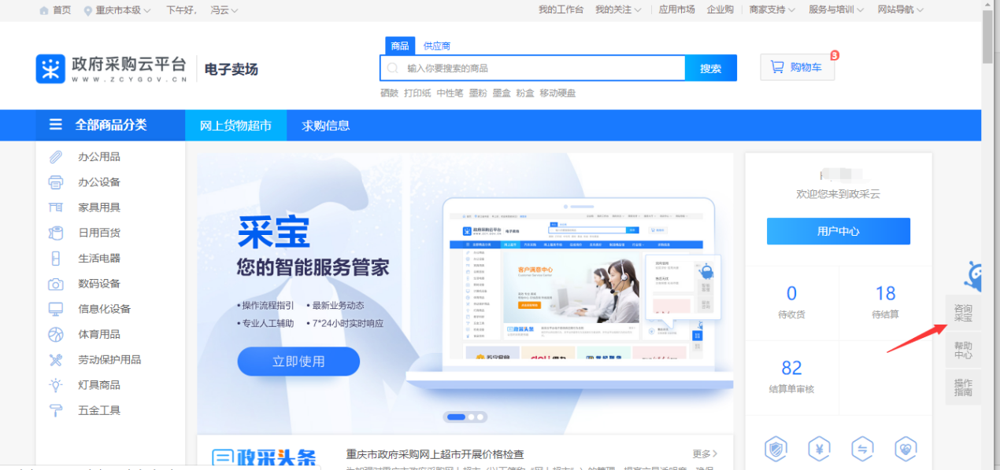 首页 重庆市本级 下午好, 冯云 我的工作台 我的关注 应用市场 企业购 商家支持 服务与培训 网站导航
商品 供应商
政府采购云平台
WWW.ZCYGOV.CN
电子卖场
输入你要搜索的商品
搜索
购物车
3
硒鼓 打印纸 中性笔 墨粉 墨盒 粉盒 移动硬盘
全部商品分类 网上货物超市 求购信息
办公用品
办公设备
家具用具
日用百货
生活电器
数码设备
信息化设备
体育用品
劳动保护用品
灯具商品
五金工具
采宝
您的智能服务管家
•操作流程指引 •最新业务动态
•专业人工辅助 •7*24小时实时响应
立即使用
政府采购云平台 电子卖场
客户满意中心
欢迎您来到政采云
用户中心
0
待收货
18
待结算
82
结算单审核
咨询
采宝
帮助
中心
操作
指南
政采头条
重庆市政府采购网上超市开展价格检查
更多